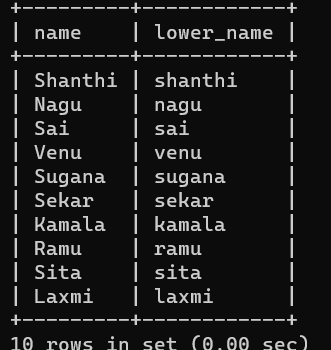 +---------+------------+
| name    | lower_name |
+---------+------------+
| Shanthi | shanthi    |
| Nagu    | nagu       |
| Sai     | sai        |
| Venu    | venu       |
| Sugana  | sugana     |
| Sekar   | sekar      |
| Kamala  | kamala     |
| Ramu    | ramu       |
| Sita    | sita       |
| Laxmi   | laxmi      |
+---------+------------+
10 rows in set (0.00 sec)